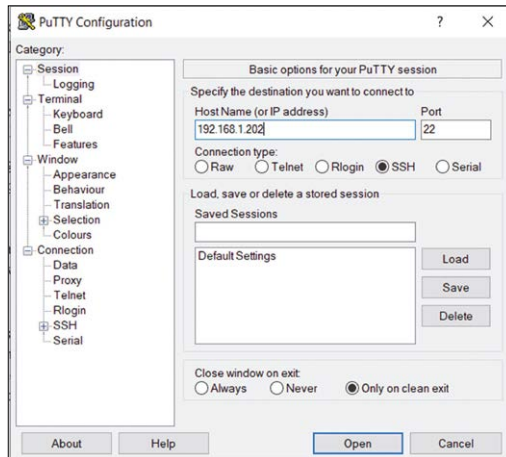 PuTTY Configuration
? ×
Category:
Session
Logging
Terminal
Keyboard
Bell
Features
Window
Appearance
Behaviour
Translation
Selection
Colours
Connection
Data
Proxy
Telnet
Rlogin
SSH
Serial
Basic options for your PuTTY session
Specify the destination you want to connect to
Host Name (or IP address) Port
192.168.1.202 22
Connection type:
Raw Telnet Rlogin SSH Serial
Load, save or delete a stored session
Saved Sessions
Default Settings
Load
Save
Delete
Close window on exit:
Always Never Only on clean exit
About Help Open Cancel